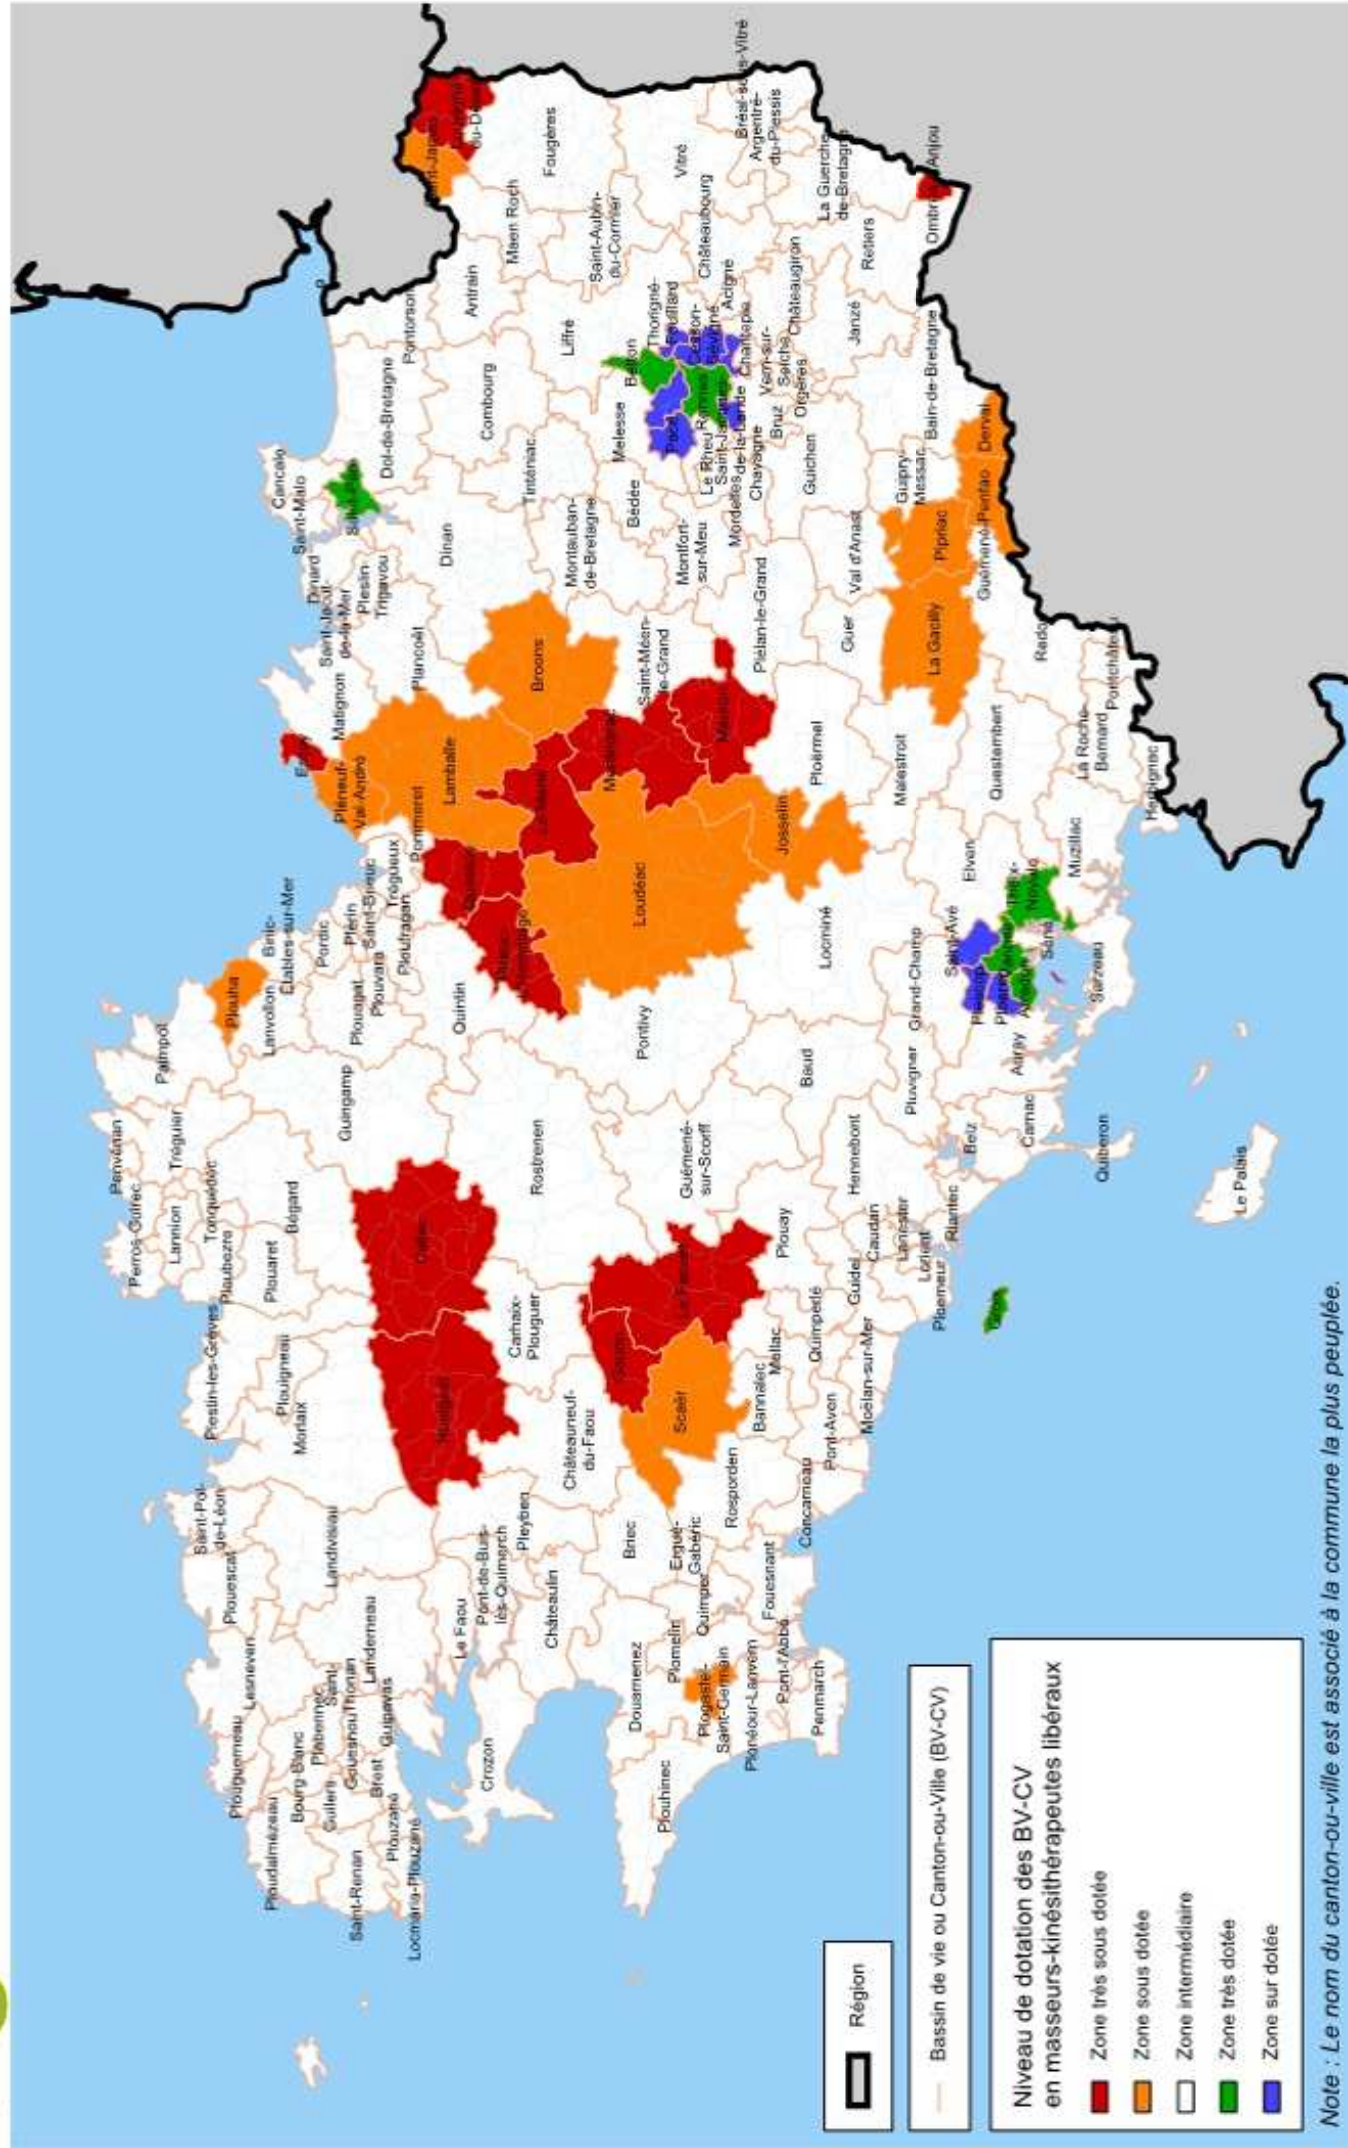 Perros-Guirec
Penvénan
Paimpol
Lannion
Tréguier
Plouha
Saint-Pol-
de-Léon
Plestin-les-Grèves
Ploubezre
Tonquédec
Lanvollon
Binic-
Étables-sur-Mer
Plouescat
Plouguerneau
Lesneven
Ploudalmézeau
Plouigneau
Morlaix
Plouaret
Bégard
Guingamp
Plouagat
Plouvara
Pordic
Plérin
Saint-Brieuc
Trégueux
Ploufragan
Pommeret
Pléneuf-
Val-André
Matignon
Saint-Jacut-
de-la-Mer
Dinard
Saint-Malo
Cancale
Pleslin-
Trigavou
Plancoët
Dinan
Dol-de-Bretagne
Pontorson
Bourg-Blanc
Plabennec
Saint-
Thonan
Landerneau
Landivisiau
Guilers
Gouesnou
Guipavas
Brest
Saint-Renan
Plouzané
Locmaria-Plouzané
Le Faou
Pont-de-Buis-
lès-Quimerch
Crozon
Pleyben
Châteaulin
Châteauneuf-
du-Faou
Carhaix-
Plouguer
Rostrenen
Quintin
Lamballe
Broons
Combourg
Antrain
Maen Roch
Fougères
Tinténiac
Montauban-
de-Bretagne
Saint-Aubin-
du-Cormier
Liffré
Melesse
Betton
Thorigné-
Fouillard
Bédée
Saint-Méen-
le-Grand
Montfort-
sur-Meu
Pacé
Rennes
Cesson-
Sévigné
Acigné
Châteaubourg
Vitré
Bréal-sous-Vitré
Argentré-
du-Plessis
Le Rheu
Saint-Jacques-
de-la-Lande
Chantepie
Mordelles
Chavagne
Bruz
Vern-sur-
Seiche
Orgères
Châteaugiron
La Guerche-
de-Bretagne
Janzé
Retiers
Guichen
Plélan-le-Grand
Val d'Anast
Guer
Guipry-
Messac
Bain-de-Bretagne
Pipriac
La Gacilly
Guémené-Penfao
Derval
Ploërmel
Josselin
Loudéac
Pontivy
Guémené-
sur-Scorff
Scaër
Briec
Ergué-
Gabéric
Douarnenez
Plomelin
Quimper
Plogastel-
Saint-Germain
Plouhinec
Plonéour-Lanvern
Pont-l'Abbé
Penmarch
Fouesnant
Rosporden
Concarneau
Bannalec
Mellac
Quimperlé
Pont-Aven
Moëlan-sur-Mer
Guidel
Plouay
Caudan
Lanester
Lorient
Ploemeur
Riantec
Hennebont
Baud
Locminé
Pluvigner
Grand-Champ
Saint-Avé
Elven
Malestroit
Questembert
La Roche-
Bernard
Pontchâteau
Herbignac
Muzillac
Séné
Sarzeau
Auray
Belz
Carnac
Quiberon
Le Palais
Région
Bassin de vie ou Canton-ou-Ville (BV-CV)
Niveau de dotation des BV-CV
en masseurs-kinésithérapeutes libéraux
Zone très sous dotée
Zone sous dotée
Zone intermédiaire
Zone très dotée
Zone sur dotée
Note : Le nom du canton-ou-ville est associé à la commune la plus peuplée.